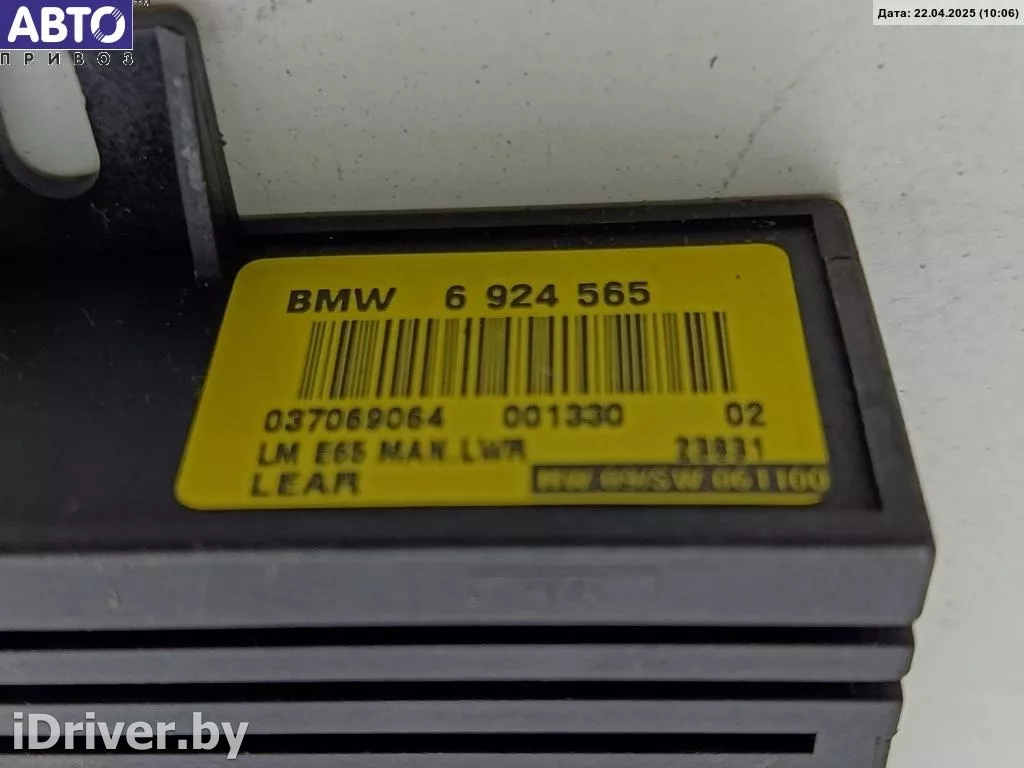 АВТО
ПРИВОЗ
Дата: 22.04.2025 (10:06)
BMW 6 924 565
037069064 001330 02
LM E65 MAN.LWR 23831
LEAR HW 09/SW 061100
iDriver.by